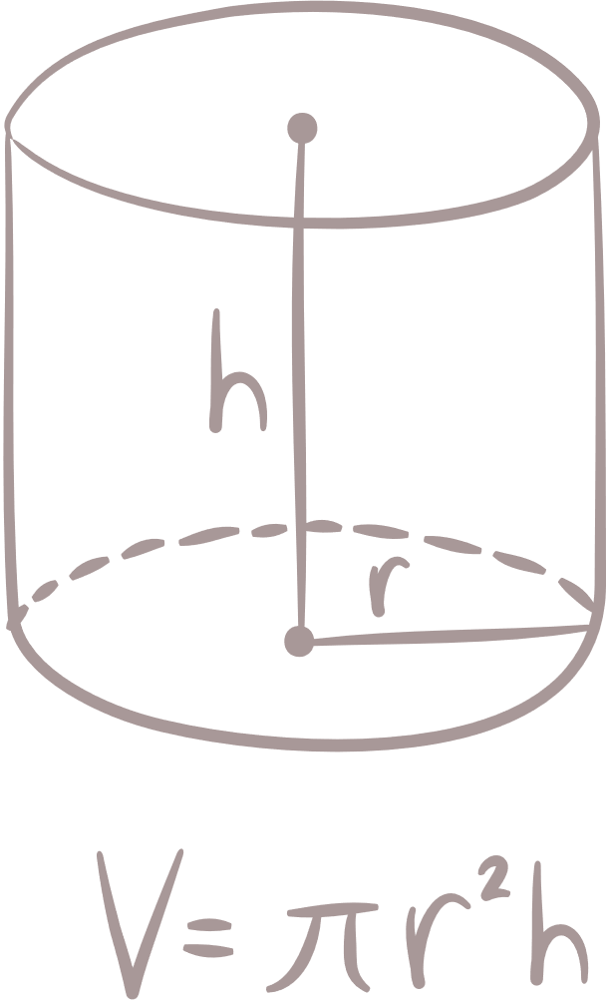 h
r
V = πr²h